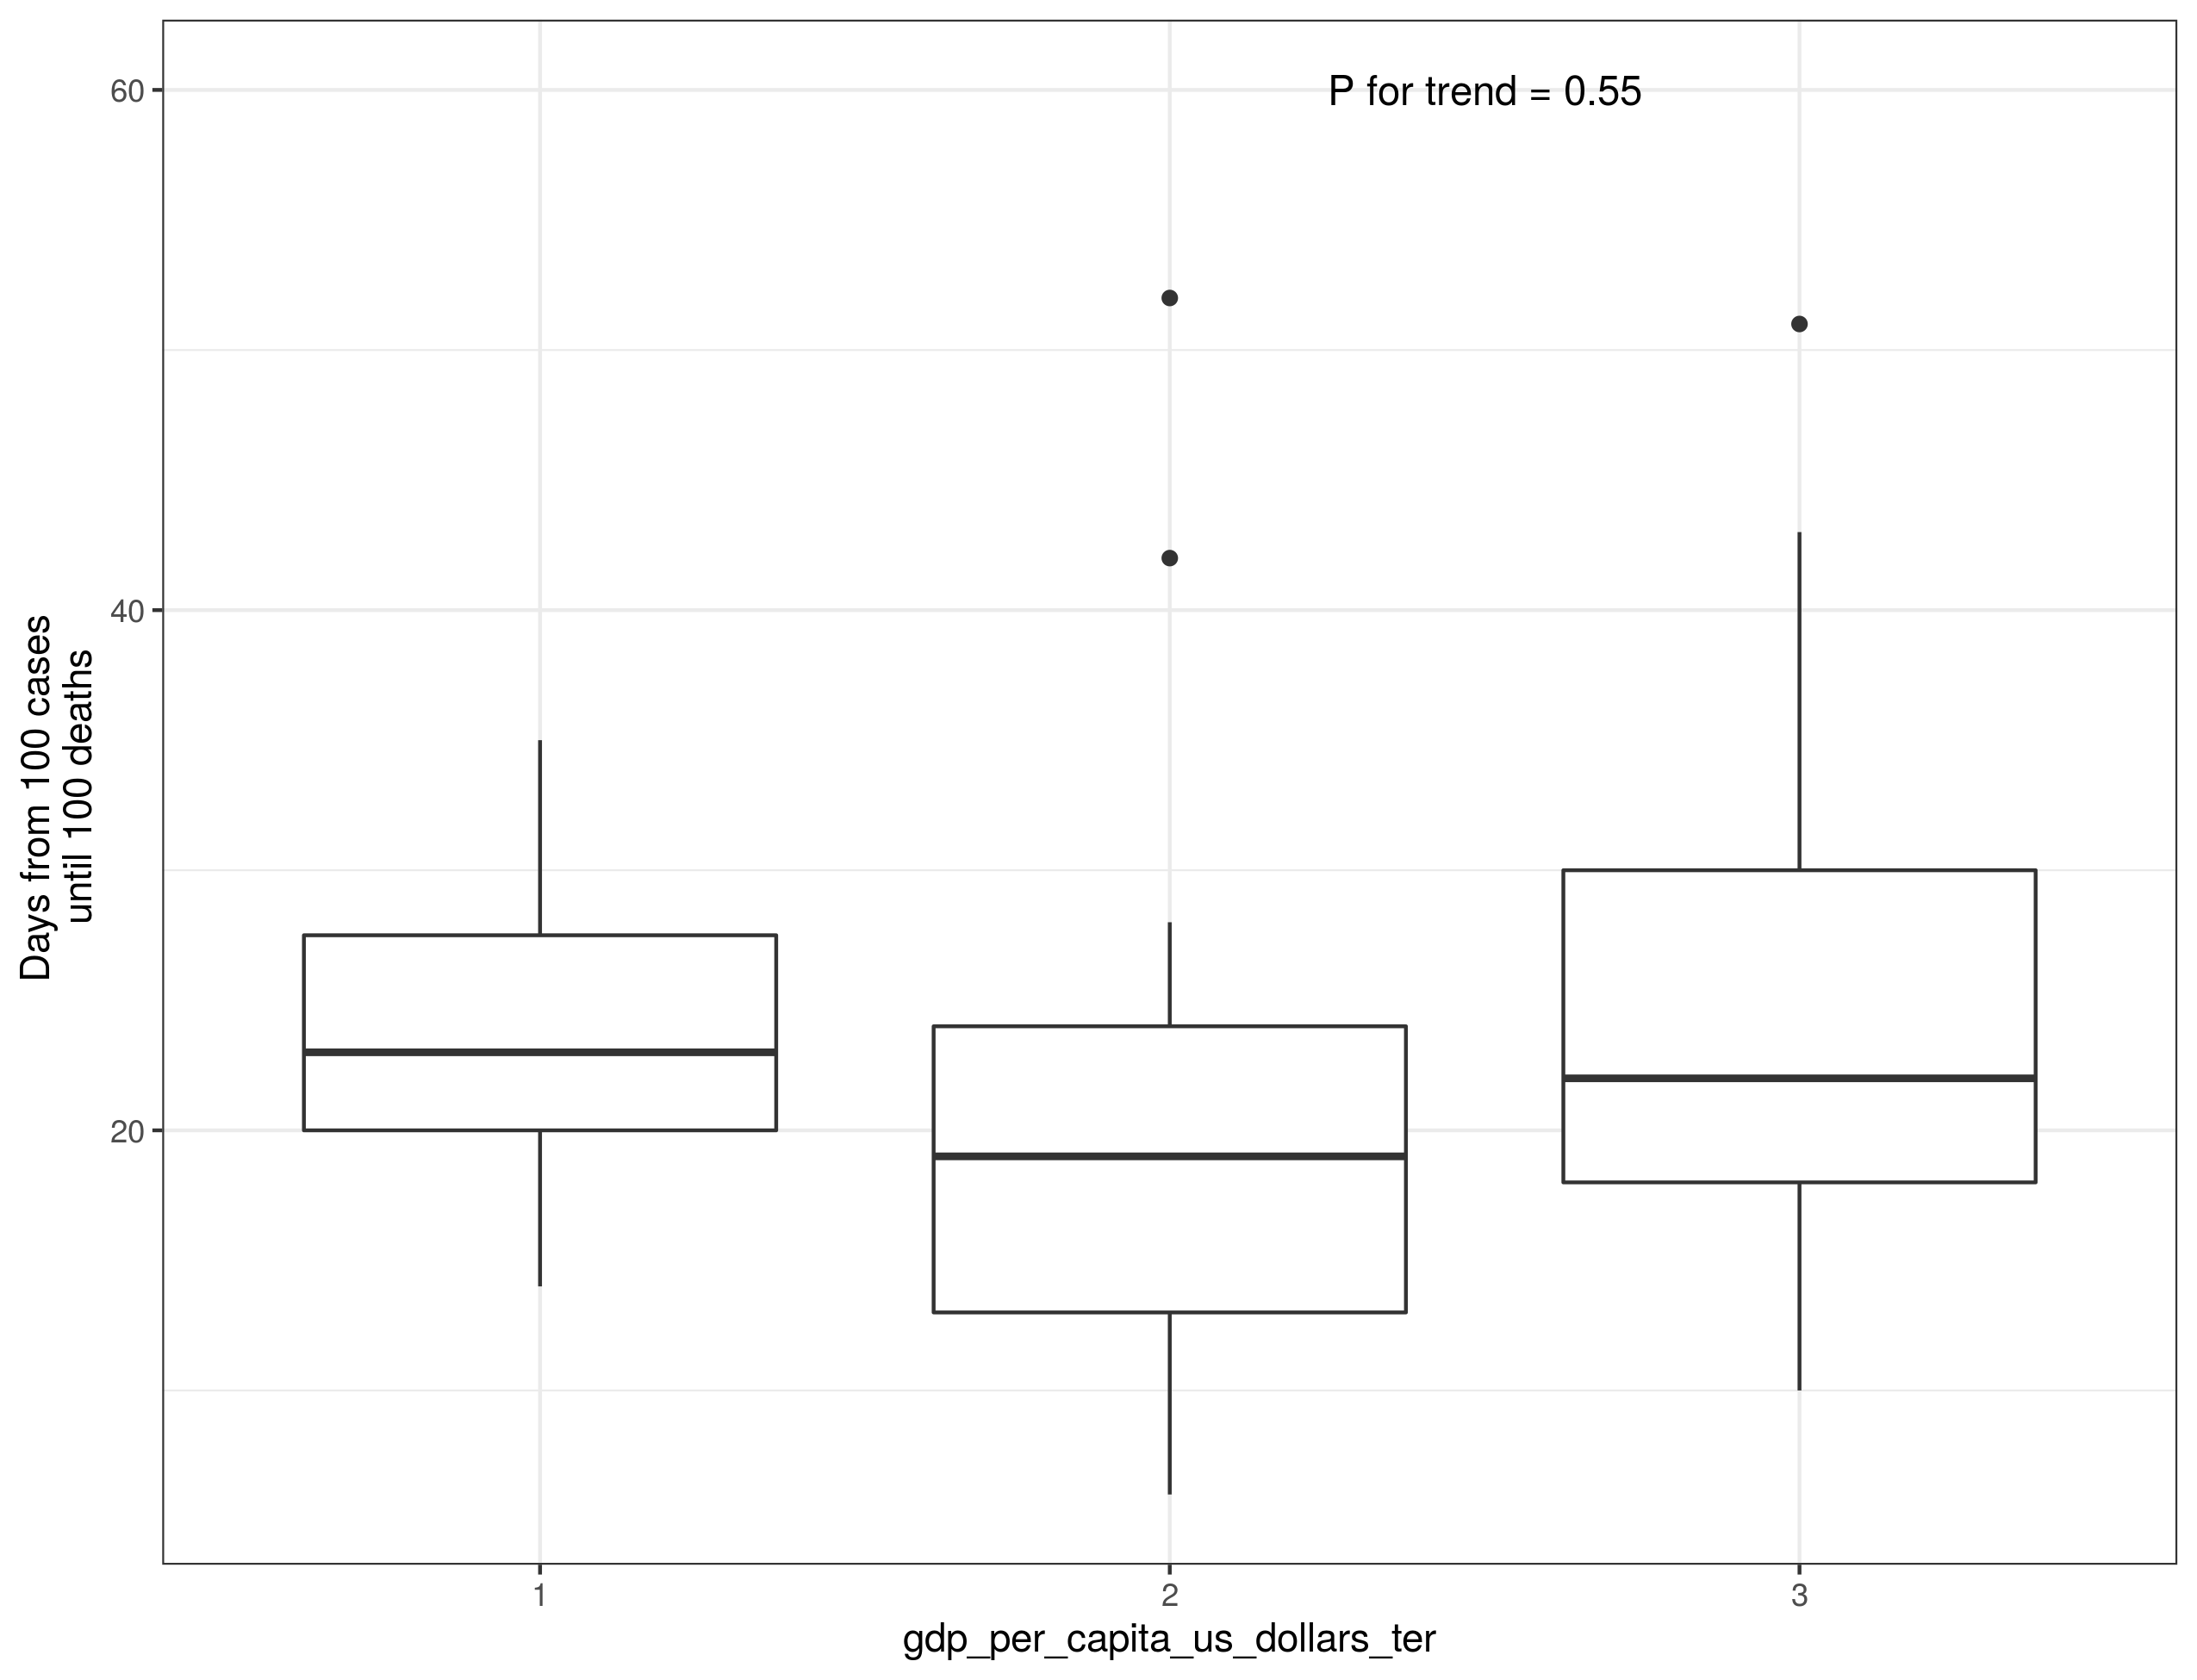 P for trend = 0.55
60
40
20
Days from 100 cases
until 100 deaths
1
2
3
gdp_per_capita_us_dollars_ter